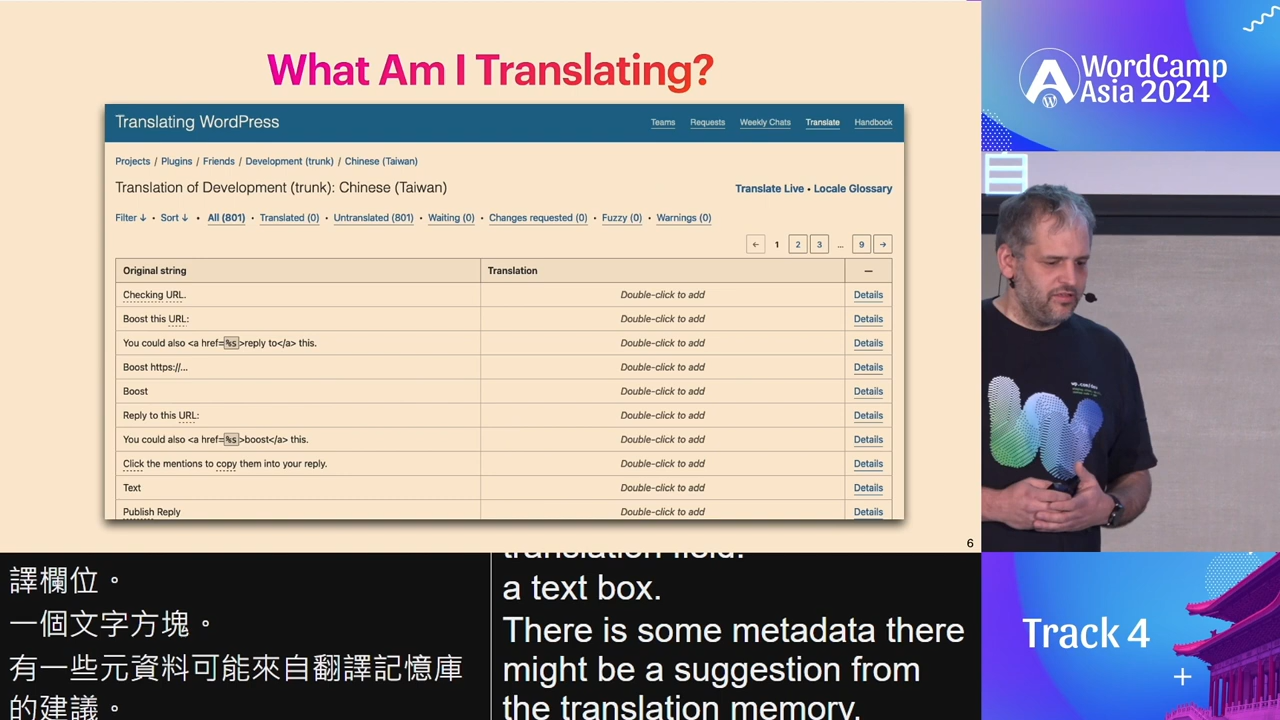 What Am I Translating?
Translating WordPress
Teams Requests Weekly Chats Translate Handbook
Projects / Plugins / Friends / Development (trunk) / Chinese (Taiwan)
Translation of Development (trunk): Chinese (Taiwan)
Translate Live • Locale Glossary
Filter ↓ • Sort ↓ • All (801) • Translated (0) • Untranslated (801) • Waiting (0) • Changes requested (0) • Fuzzy (0) • Warnings (0)
← 1 2 3 … 9 →
Original string Translation —
Checking URL. Double-click to add Details
Boost this URL: Double-click to add Details
You could also <a href=%s>reply to</a> this. Double-click to add Details
Boost https://... Double-click to add Details
Boost Double-click to add Details
Reply to this URL: Double-click to add Details
You could also <a href=%s>boost</a> this. Double-click to add Details
Click the mentions to copy them into your reply. Double-click to add Details
Text Double-click to add Details
Publish Reply Double-click to add Details
6
WordCamp
Asia 2024
譯欄位。
一個文字方塊。
有一些元資料可能來自翻譯記憶庫
的建議。
translation field.
a text box.
There is some metadata there
might be a suggestion from
the translation memory.
Track 4